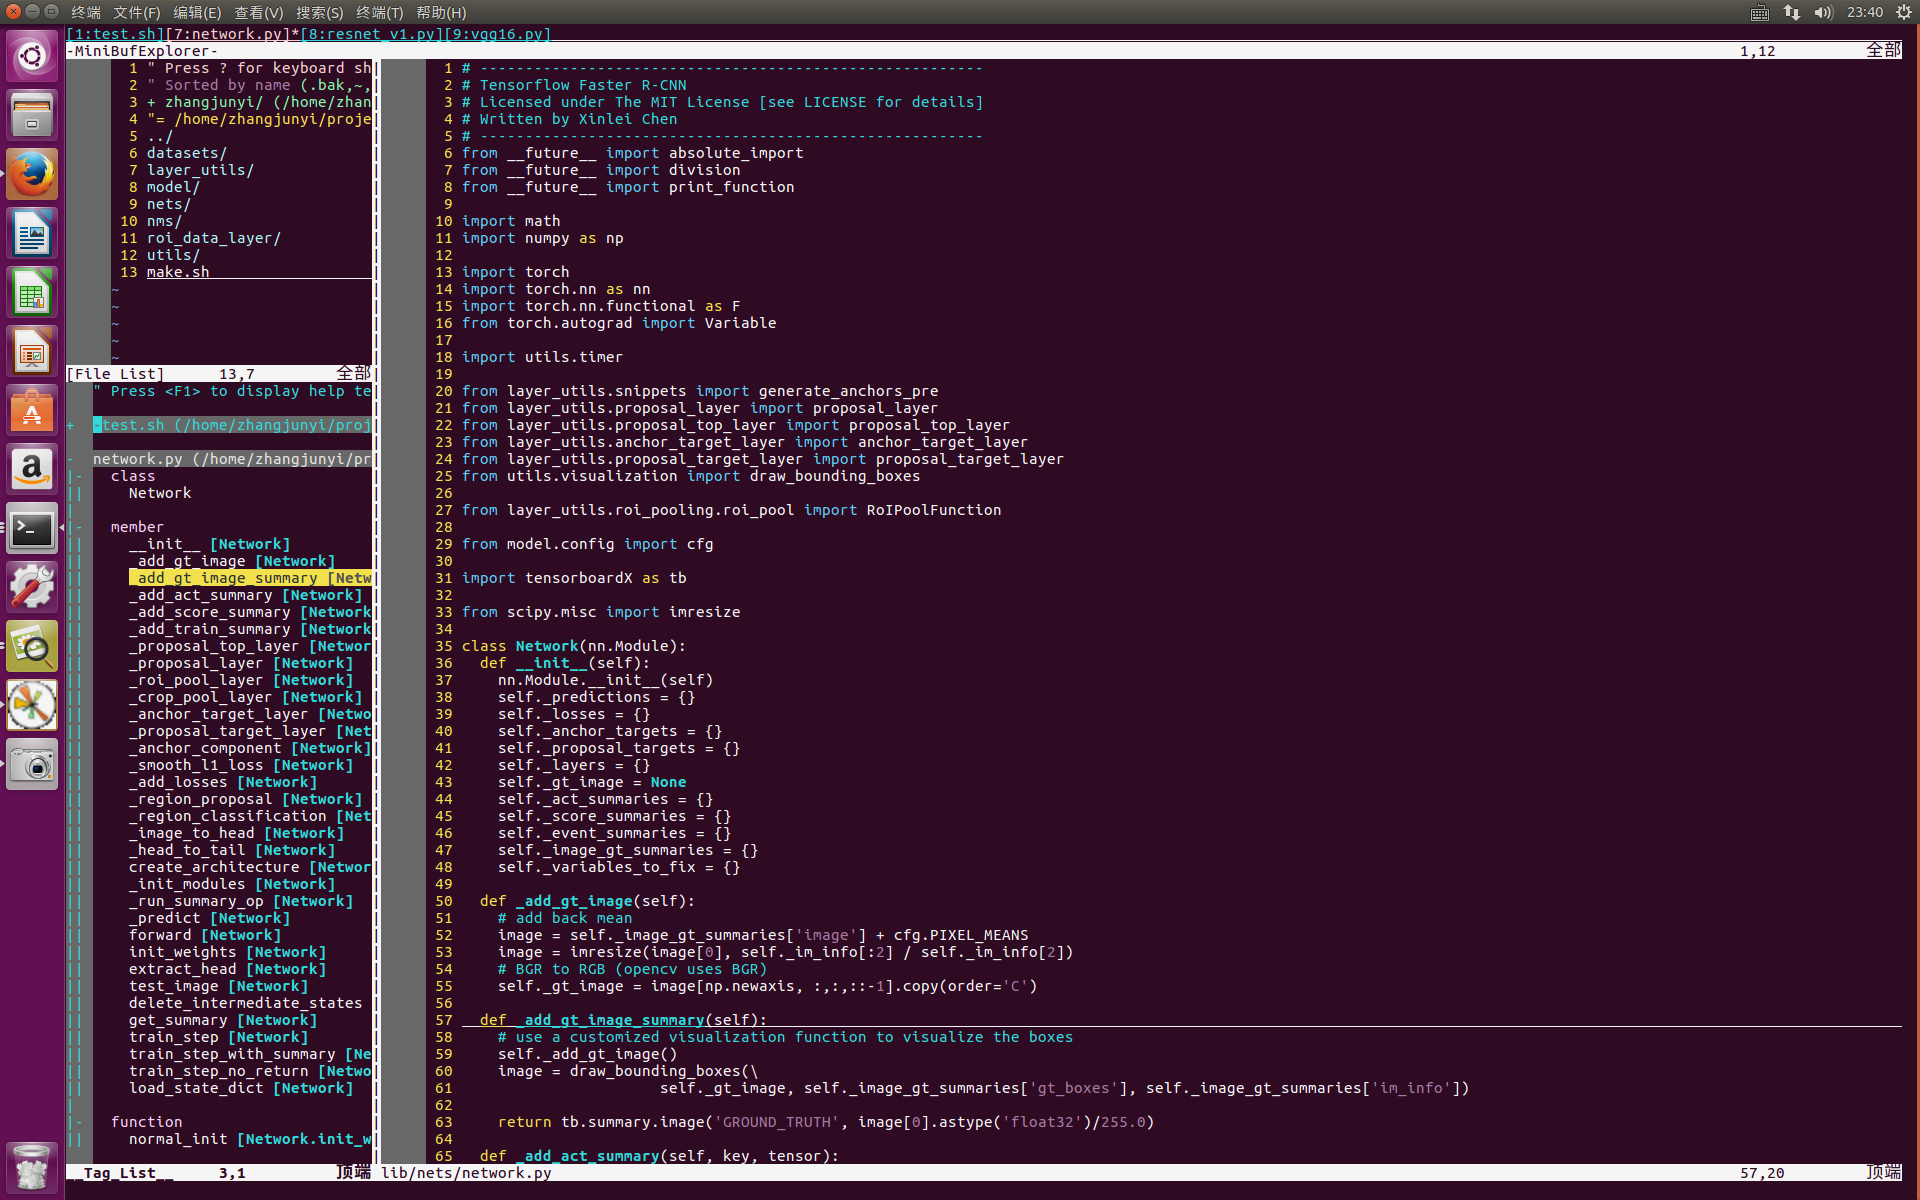 终端 文件(F) 编辑(E) 查看(V) 搜索(S) 终端(T) 帮助(H) 23:40
[1:test.sh][7:network.py]*[8:resnet_v1.py][9:vgg16.py]
-MiniBufExplorer- 1,12 全部
1 " Press ? for keyboard sh
2 " Sorted by name (.bak,~,
3 + zhangjunyi/ (/home/zhan
4 "= /home/zhangjunyi/proje
5 ../
6 datasets/
7 layer_utils/
8 model/
9 nets/
10 nms/
11 roi_data_layer/
12 utils/
13 make.sh
~
~
~
~
~
[File List] 13,7 全部
" Press <F1> to display help te
+ -test.sh (/home/zhangjunyi/proj
- network.py (/home/zhangjunyi/pr
|- class
|| Network
|
|- member
|| __init__ [Network]
|| _add_gt_image [Network]
|| _add_gt_image_summary [Netw
|| _add_act_summary [Network]
|| _add_score_summary [Network
|| _add_train_summary [Network
|| _proposal_top_layer [Networ
|| _proposal_layer [Network]
|| _roi_pool_layer [Network]
|| _crop_pool_layer [Network]
|| _anchor_target_layer [Netwo
|| _proposal_target_layer [Net
|| _anchor_component [Network]
|| _smooth_l1_loss [Network]
|| _add_losses [Network]
|| _region_proposal [Network]
|| _region_classification [Net
|| _image_to_head [Network]
|| _head_to_tail [Network]
|| create_architecture [Networ
|| _init_modules [Network]
|| _run_summary_op [Network]
|| _predict [Network]
|| forward [Network]
|| init_weights [Network]
|| extract_head [Network]
|| test_image [Network]
|| delete_intermediate_states
|| get_summary [Network]
|| train_step [Network]
|| train_step_with_summary [Ne
|| train_step_no_return [Netwo
|| load_state_dict [Network]
|
|- function
|| normal_init [Network.init_w
__Tag_List__ 3,1 顶端
1 # --------------------------------------------------------
2 # Tensorflow Faster R-CNN
3 # Licensed under The MIT License [see LICENSE for details]
4 # Written by Xinlei Chen
5 # --------------------------------------------------------
6 from __future__ import absolute_import
7 from __future__ import division
8 from __future__ import print_function
9
10 import math
11 import numpy as np
12
13 import torch
14 import torch.nn as nn
15 import torch.nn.functional as F
16 from torch.autograd import Variable
17
18 import utils.timer
19
20 from layer_utils.snippets import generate_anchors_pre
21 from layer_utils.proposal_layer import proposal_layer
22 from layer_utils.proposal_top_layer import proposal_top_layer
23 from layer_utils.anchor_target_layer import anchor_target_layer
24 from layer_utils.proposal_target_layer import proposal_target_layer
25 from utils.visualization import draw_bounding_boxes
26
27 from layer_utils.roi_pooling.roi_pool import RoIPoolFunction
28
29 from model.config import cfg
30
31 import tensorboardX as tb
32
33 from scipy.misc import imresize
34
35 class Network(nn.Module):
36 def __init__(self):
37 nn.Module.__init__(self)
38 self._predictions = {}
39 self._losses = {}
40 self._anchor_targets = {}
41 self._proposal_targets = {}
42 self._layers = {}
43 self._gt_image = None
44 self._act_summaries = {}
45 self._score_summaries = {}
46 self._event_summaries = {}
47 self._image_gt_summaries = {}
48 self._variables_to_fix = {}
49
50 def _add_gt_image(self):
51 # add back mean
52 image = self._image_gt_summaries['image'] + cfg.PIXEL_MEANS
53 image = imresize(image[0], self._im_info[:2] / self._im_info[2])
54 # BGR to RGB (opencv uses BGR)
55 self._gt_image = image[np.newaxis, :,:,::-1].copy(order='C')
56
57 def _add_gt_image_summary(self):
58 # use a customized visualization function to visualize the boxes
59 self._add_gt_image()
60 image = draw_bounding_boxes(\
61 self._gt_image, self._image_gt_summaries['gt_boxes'], self._image_gt_summaries['im_info'])
62
63 return tb.summary.image('GROUND_TRUTH', image[0].astype('float32')/255.0)
64
65 def _add_act_summary(self, key, tensor):
lib/nets/network.py 57,20 顶端